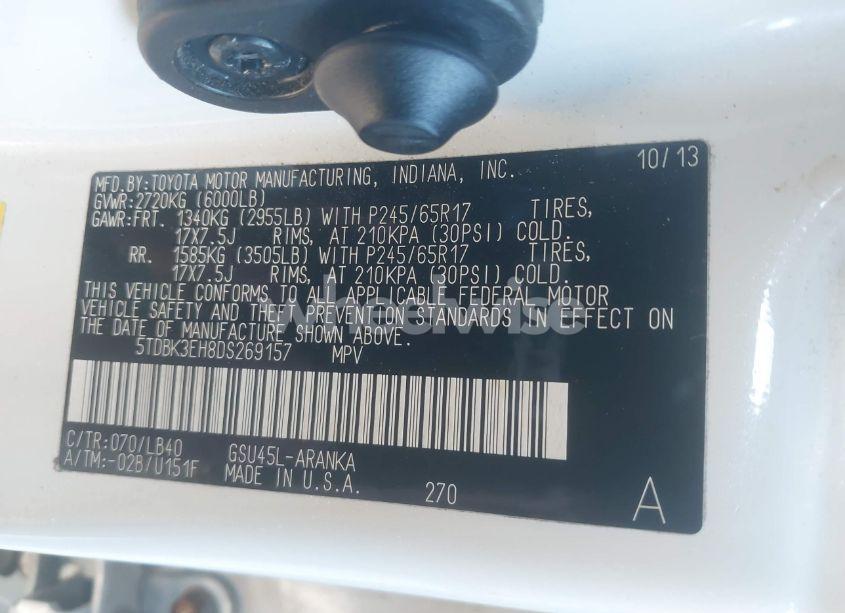 10/13
MFD.BY:TOYOTA MOTOR MANUFACTURING, INDIANA, INC.
GVWR:2720KG (6000LB)
GAWR:FRT. 1340KG (2955LB) WITH P245/65R17 TIRES,
17X7.5J RIMS, AT 210KPA (30PSI) COLD.
RR. 1585KG (3505LB) WITH P245/65R17 TIRES,
17X7.5J RIMS, AT 210KPA (30PSI) COLD.
THIS VEHICLE CONFORMS TO ALL APPLICABLE FEDERAL MOTOR
VEHICLE SAFETY AND THEFT PREVENTION STANDARDS IN EFFECT ON
THE DATE OF MANUFACTURE SHOWN ABOVE.
5TDBK3EH8DS269157 MPV
C/TR:070/LB40 GSU45L-ARANKA
A/TM:-02B/U151F MADE IN U.S.A. 270
A
wheelwise